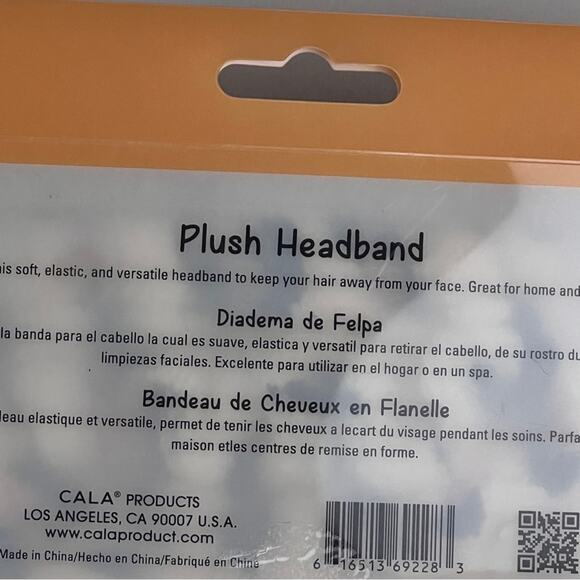 Plush Headband
his soft, elastic, and versatile headband to keep your hair away from your face. Great for home and
Diadema de Felpa
la banda para el cabello la cual es suave, elastica y versatil para retirar el cabello, de su rostro du
limpiezas faciales. Excelente para utilizar en el hogar o en un spa.
Bandeau de Cheveux en Flanelle
deau elastique et versatile, permet de tenir les cheveux a lecart du visage pendant les soins. Parfa
maison etles centres de remise en forme.
CALA® PRODUCTS
LOS ANGELES, CA 90007 U.S.A.
www.calaproduct.com
Made in China/Hecho en China/Fabriqué en Chine
6 16513 69228 3